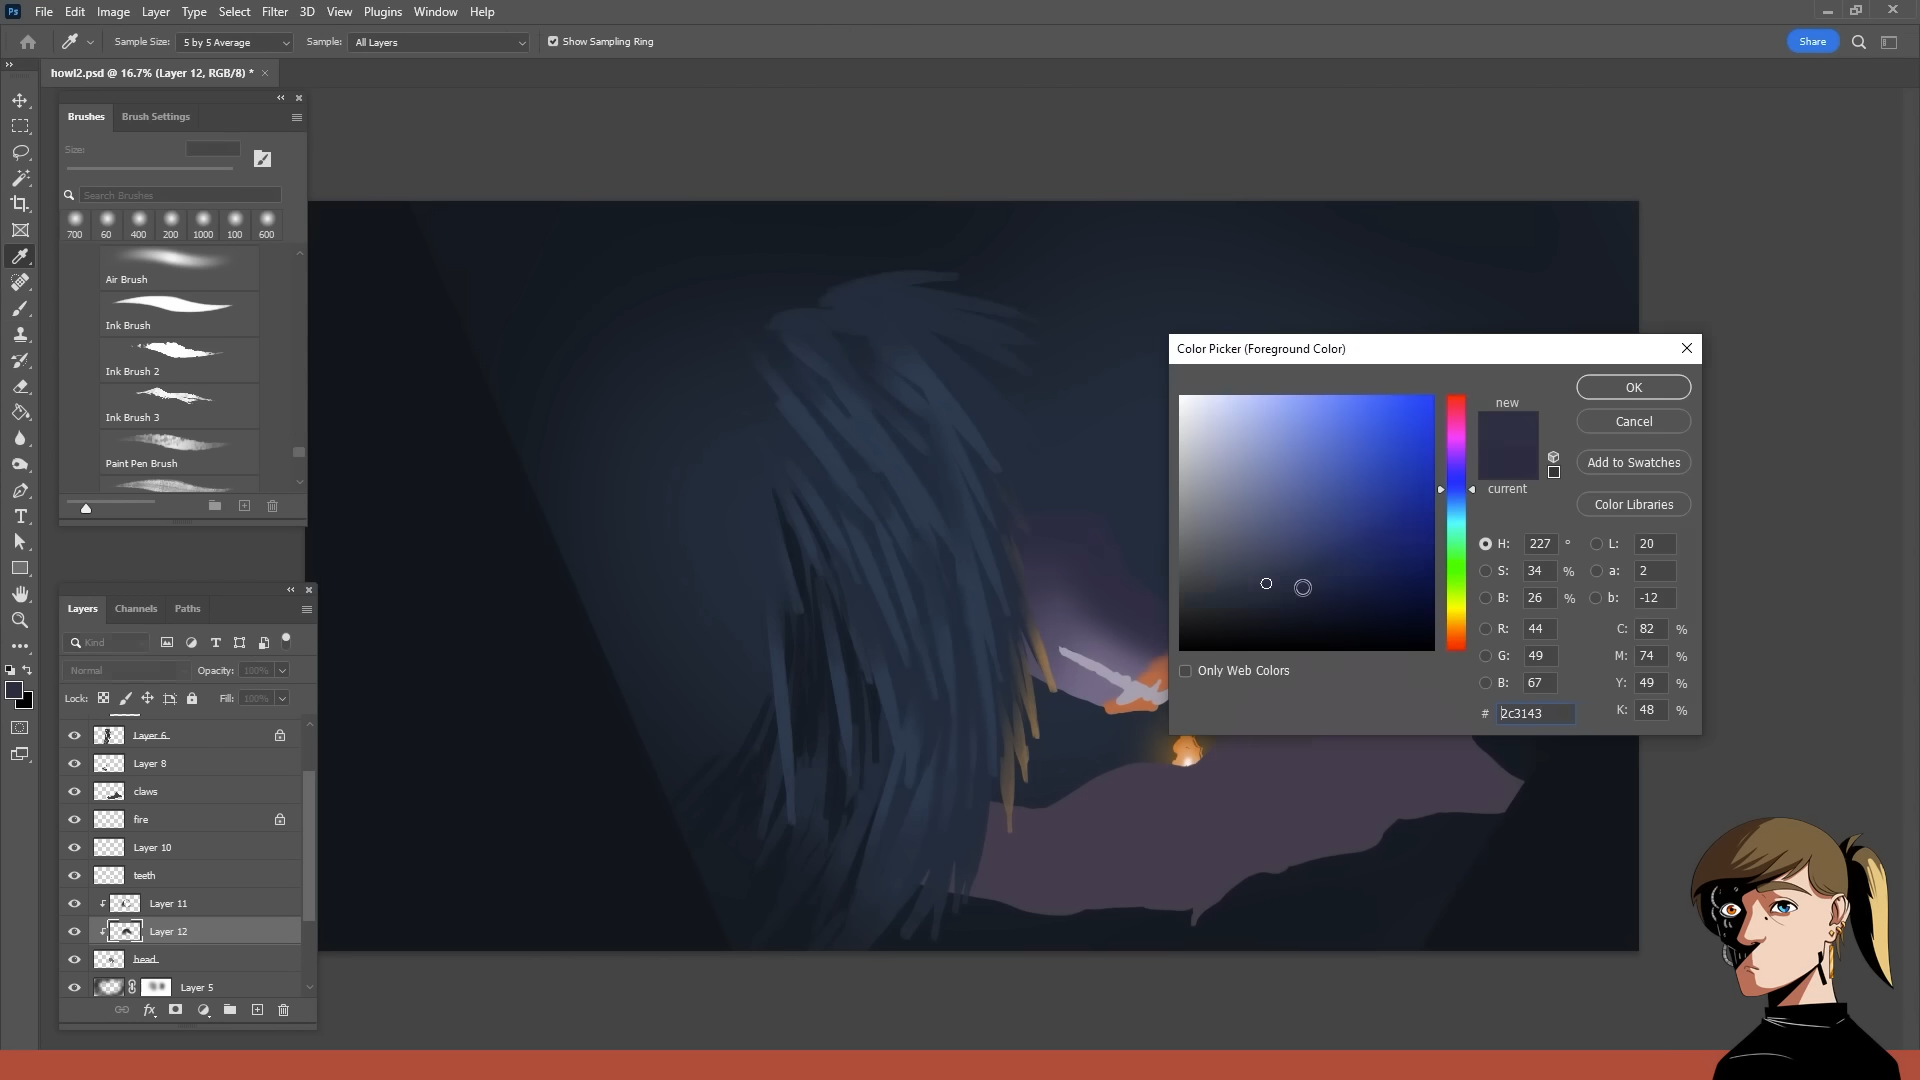 Ps File Edit Image Layer Type Select Filter 3D View Plugins Window Help
Sample Size: 5 by 5 Average Sample: All Layers Show Sampling Ring Share
howl2.psd @ 16.7% (Layer 12, RGB/8) *
Brushes Brush Settings
Size:
Search Brushes
700 60 400 200 1000 100 600
Air Brush
Ink Brush
Ink Brush 2
Ink Brush 3
Paint Pen Brush
Layers Channels Paths
Kind
Normal Opacity: 100%
Lock: Fill: 100%
Layer 6
Layer 8
claws
fire
Layer 10
teeth
Layer 11
Layer 12
head
Layer 5
fx
Color Picker (Foreground Color)
new
current
OK
Cancel
Add to Swatches
Color Libraries
H: 227 ° L: 20
S: 34 % a: 2
B: 26 % b: -12
R: 44 C: 82 %
G: 49 M: 74 %
B: 67 Y: 49 %
# 2c3143 K: 48 %
Only Web Colors